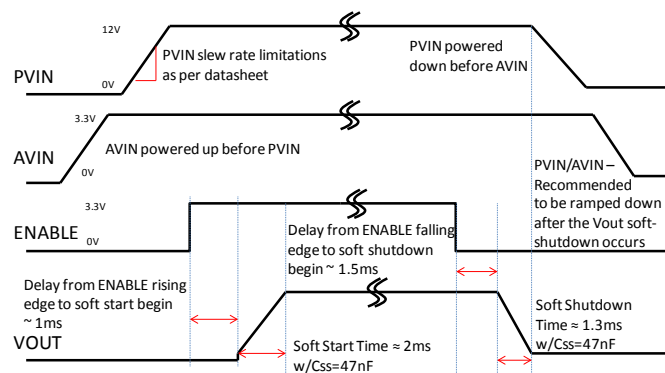 12V
PVIN
0V
PVIN slew rate limitations
as per datasheet
PVIN powered
down before AVIN
3.3V
AVIN
0V
AVIN powered up before PVIN
PVIN/AVIN –
Recommended
to be ramped down
after the Vout soft-
shutdown occurs
3.3V
ENABLE
0V
Delay from ENABLE falling
edge to soft shutdown
begin ~ 1.5ms
Delay from ENABLE rising
edge to soft start begin
~ 1ms
VOUT
Soft Start Time ≈ 2ms
w/Css=47nF
Soft Shutdown
Time ≈ 1.3ms
w/Css=47nF